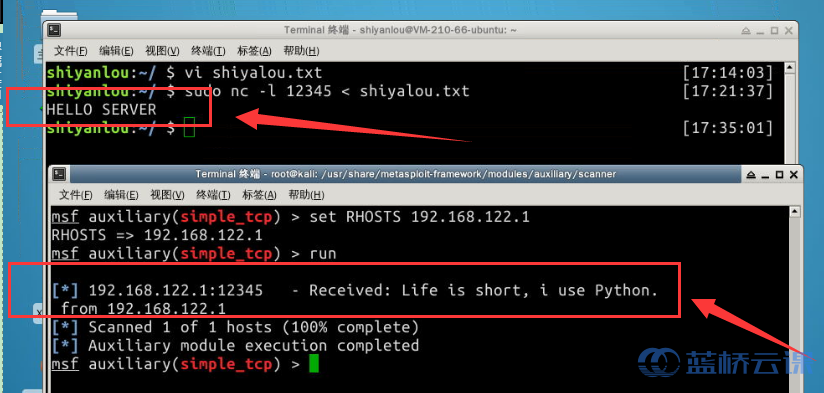 Terminal 终端 - shiyanlou@VM-210-66-ubuntu: ~
文件(F) 编辑(E) 视图(V) 终端(T) 标签(A) 帮助(H)
shiyanlou:~/ $ vi shiyalou.txt [17:14:03]
shiyanlou:~/ $ sudo nc -l 12345 < shiyalou.txt [17:21:37]
HELLO SERVER
shiyanlou:~/ $ [17:35:01]
Terminal 终端 - root@kali: /usr/share/metasploit-framework/modules/auxiliary/scanner
文件(F) 编辑(E) 视图(V) 终端(T) 标签(A) 帮助(H)
msf auxiliary(simple_tcp) > set RHOSTS 192.168.122.1
RHOSTS => 192.168.122.1
msf auxiliary(simple_tcp) > run
[*] 192.168.122.1:12345 - Received: Life is short, i use Python.
from 192.168.122.1
[*] Scanned 1 of 1 hosts (100% complete)
[*] Auxiliary module execution completed
msf auxiliary(simple_tcp) >
蓝桥云课